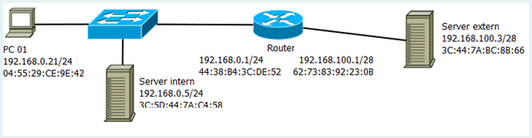 PC 01
192.168.0.21/24
04:55:29:CE:9E:42
Server intern
192.168.0.5/24
3C:5D:44:7A:C4:58
Router
192.168.0.1/24
44:38:B4:3C:DE:52
192.168.100.1/28
62:73:83:92:23:0B
Server extern
192.168.100.3/28
3C:44:7A:BC:8B:66